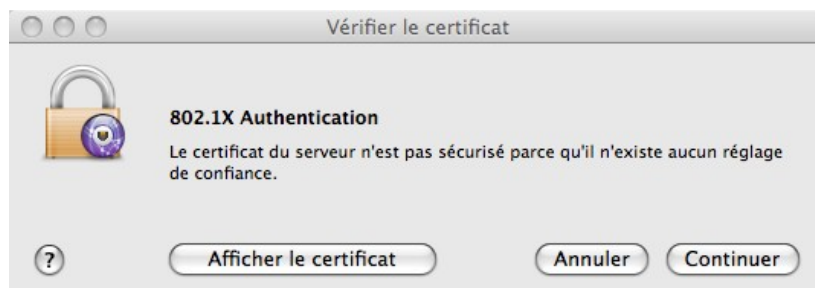 Vérifier le certificat
802.1X Authentication
Le certificat du serveur n'est pas sécurisé parce qu'il n'existe aucun réglage
de confiance.
?
Afficher le certificat
Annuler
Continuer